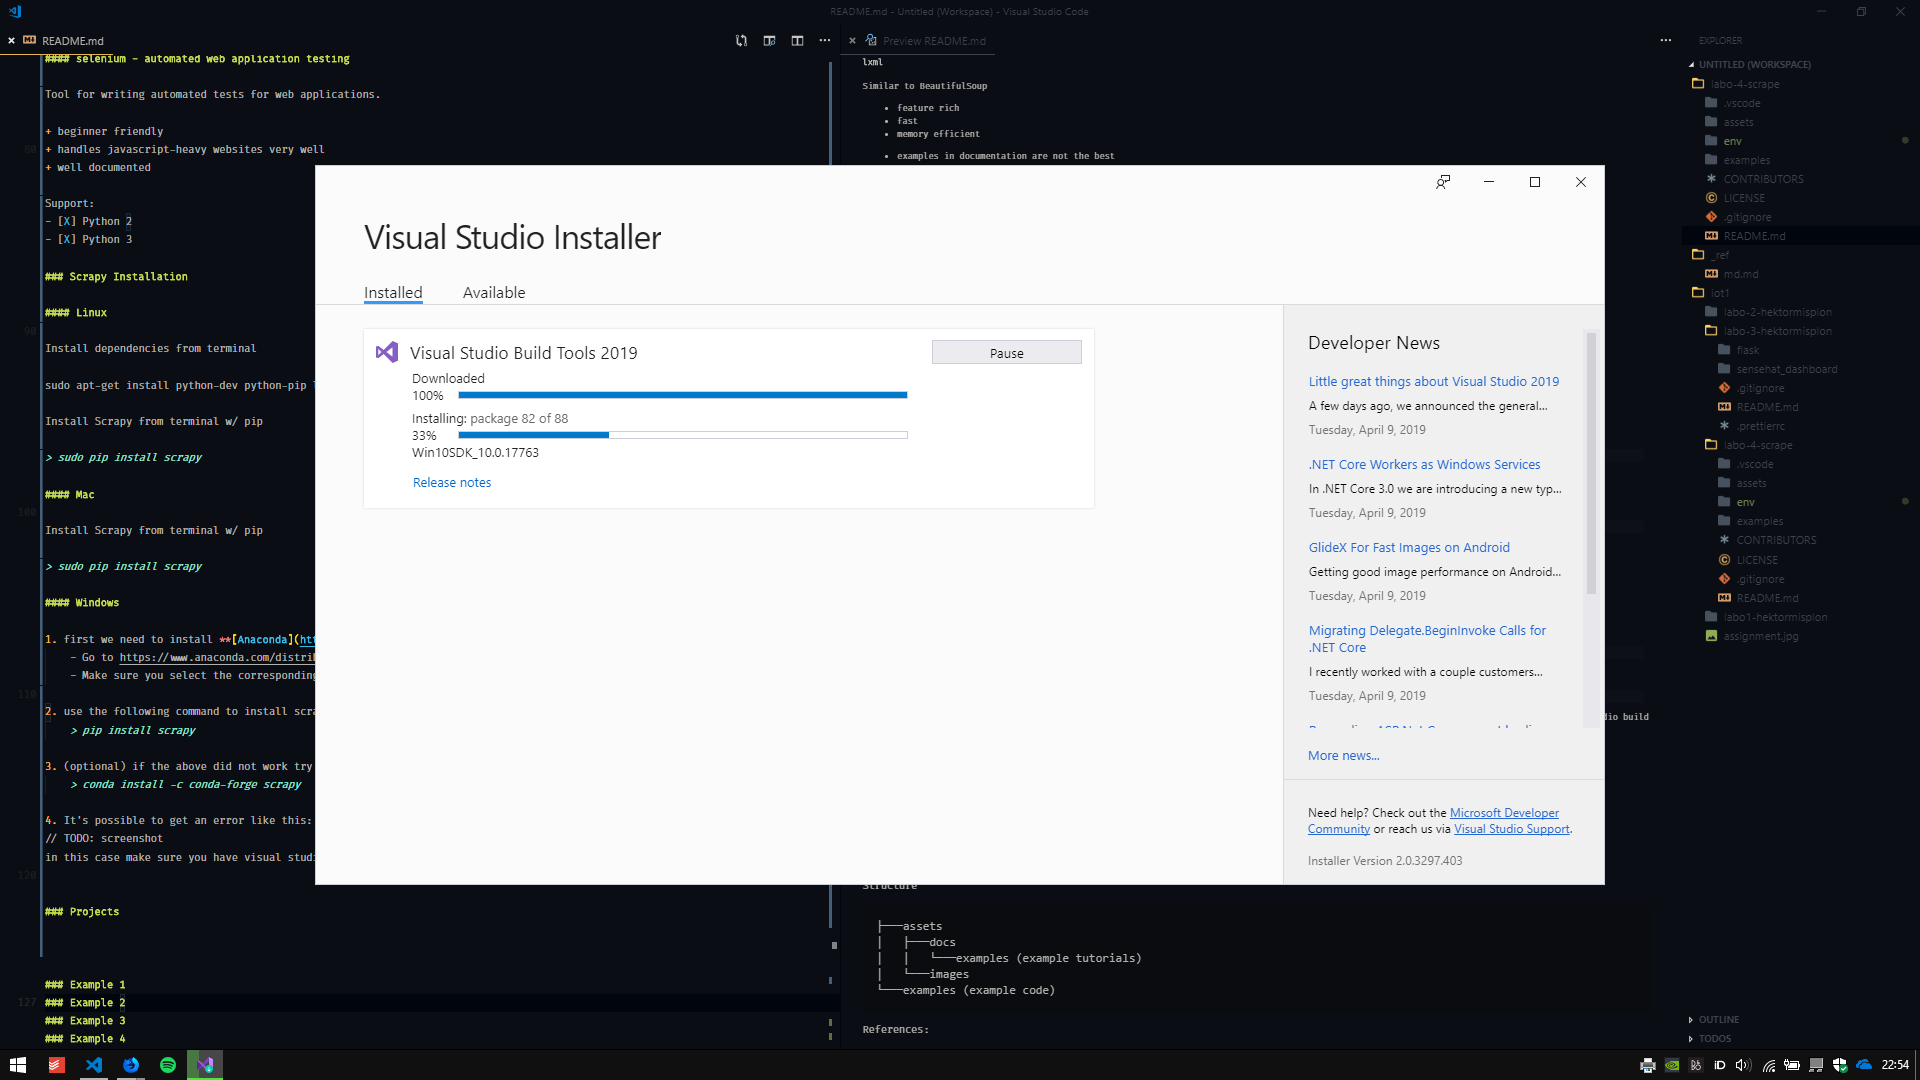 README.md - Untitled (Workspace) - Visual Studio Code
README.md
#### selenium - automated web application testing
Tool for writing automated tests for web applications.
80
+ beginner friendly
+ handles javascript-heavy websites very well
+ well documented
Support:
- [X] Python 2
- [X] Python 3
### Scrapy Installation
#### Linux
90
Install dependencies from terminal
sudo apt-get install python-dev python-pip
Install Scrapy from terminal w/ pip
> sudo pip install scrapy
#### Mac
100
Install Scrapy from terminal w/ pip
> sudo pip install scrapy
#### Windows
1. first we need to install **[Anaconda](htt
- Go to https://www.anaconda.com/distrib
- Make sure you select the corresponding
110
2. use the following command to install scra
> pip install scrapy
3. (optional) if the above did not work try
> conda install -c conda-forge scrapy
4. It's possible to get an error like this:
// TODO: screenshot
in this case make sure you have visual studi
120
### Projects
### Example 1
127
### Example 2
### Example 3
### Example 4
Preview README.md
lxml
Similar to BeautifulSoup
• feature rich
• fast
• memory efficient
• examples in documentation are not the best
Visual Studio Installer
Installed
Available
Visual Studio Build Tools 2019
Pause
Downloaded
100%
Installing: package 82 of 88
33%
Win10SDK_10.0.17763
Release notes
Developer News
Little great things about Visual Studio 2019
A few days ago, we announced the general...
Tuesday, April 9, 2019
.NET Core Workers as Windows Services
In .NET Core 3.0 we are introducing a new typ...
Tuesday, April 9, 2019
GlideX For Fast Images on Android
Getting good image performance on Android...
Tuesday, April 9, 2019
Migrating Delegate.BeginInvoke Calls for
.NET Core
I recently worked with a couple customers...
Tuesday, April 9, 2019
More news...
Need help? Check out the Microsoft Developer
Community or reach us via Visual Studio Support.
Installer Version 2.0.3297.403
dio build
Structure
├──assets
│ ├──docs
│ │ └──examples (example tutorials)
│ └──images
└──examples (example code)
References:
EXPLORER
UNTITLED (WORKSPACE)
labo-4-scrape
.vscode
assets
env
examples
CONTRIBUTORS
LICENSE
.gitignore
README.md
_ref
md.md
iot1
labo-2-hektormisplon
labo-3-hektormisplon
flask
sensehat_dashboard
.gitignore
README.md
.prettierrc
labo-4-scrape
.vscode
assets
env
examples
CONTRIBUTORS
LICENSE
.gitignore
README.md
labo1-hektormisplon
assignment.jpg
OUTLINE
TODOS
22:54